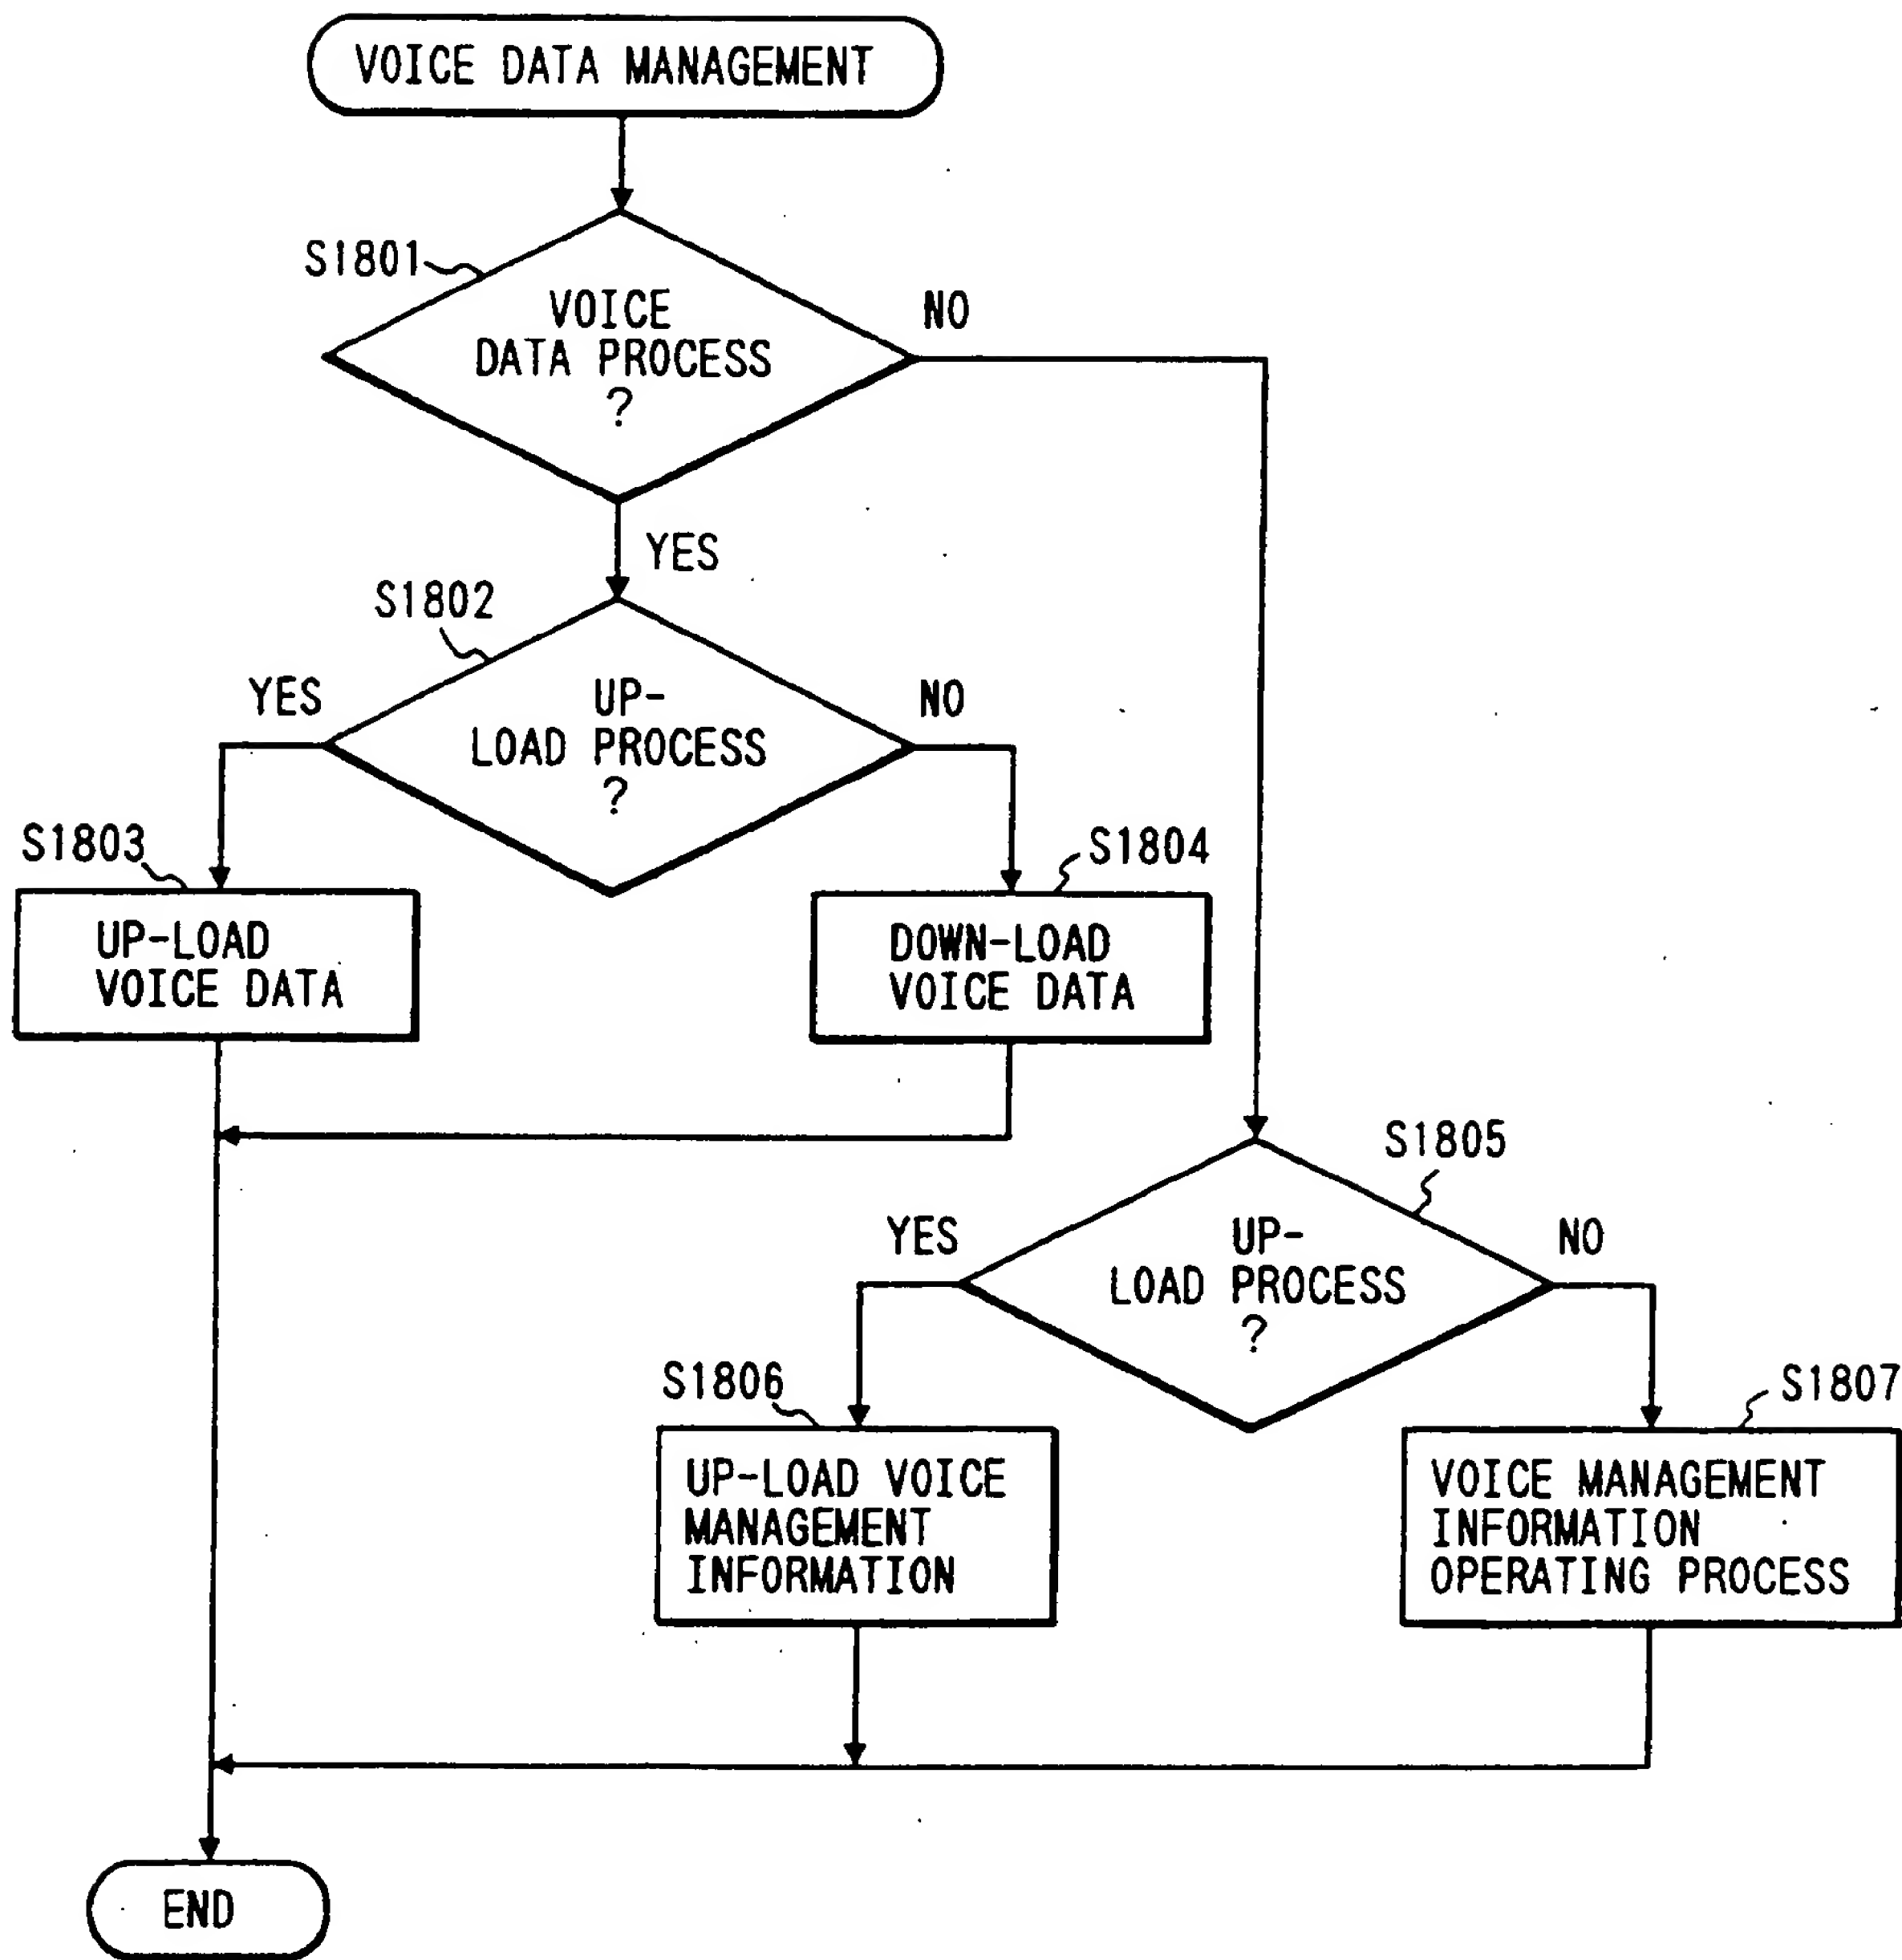 VOICE DATA MANAGEMENT
S1801
VOICE
DATA PROCESS
?
NO
YES
S1802
YES
UP-
LOAD PROCESS
?
NO
S1803
UP-LOAD
VOICE DATA
S1804
DOWN-LOAD
VOICE DATA
S1805
YES
UP-
LOAD PROCESS
?
NO
S1806
UP-LOAD VOICE
MANAGEMENT
INFORMATION
S1807
VOICE MANAGEMENT
INFORMATION
OPERATING PROCESS
END